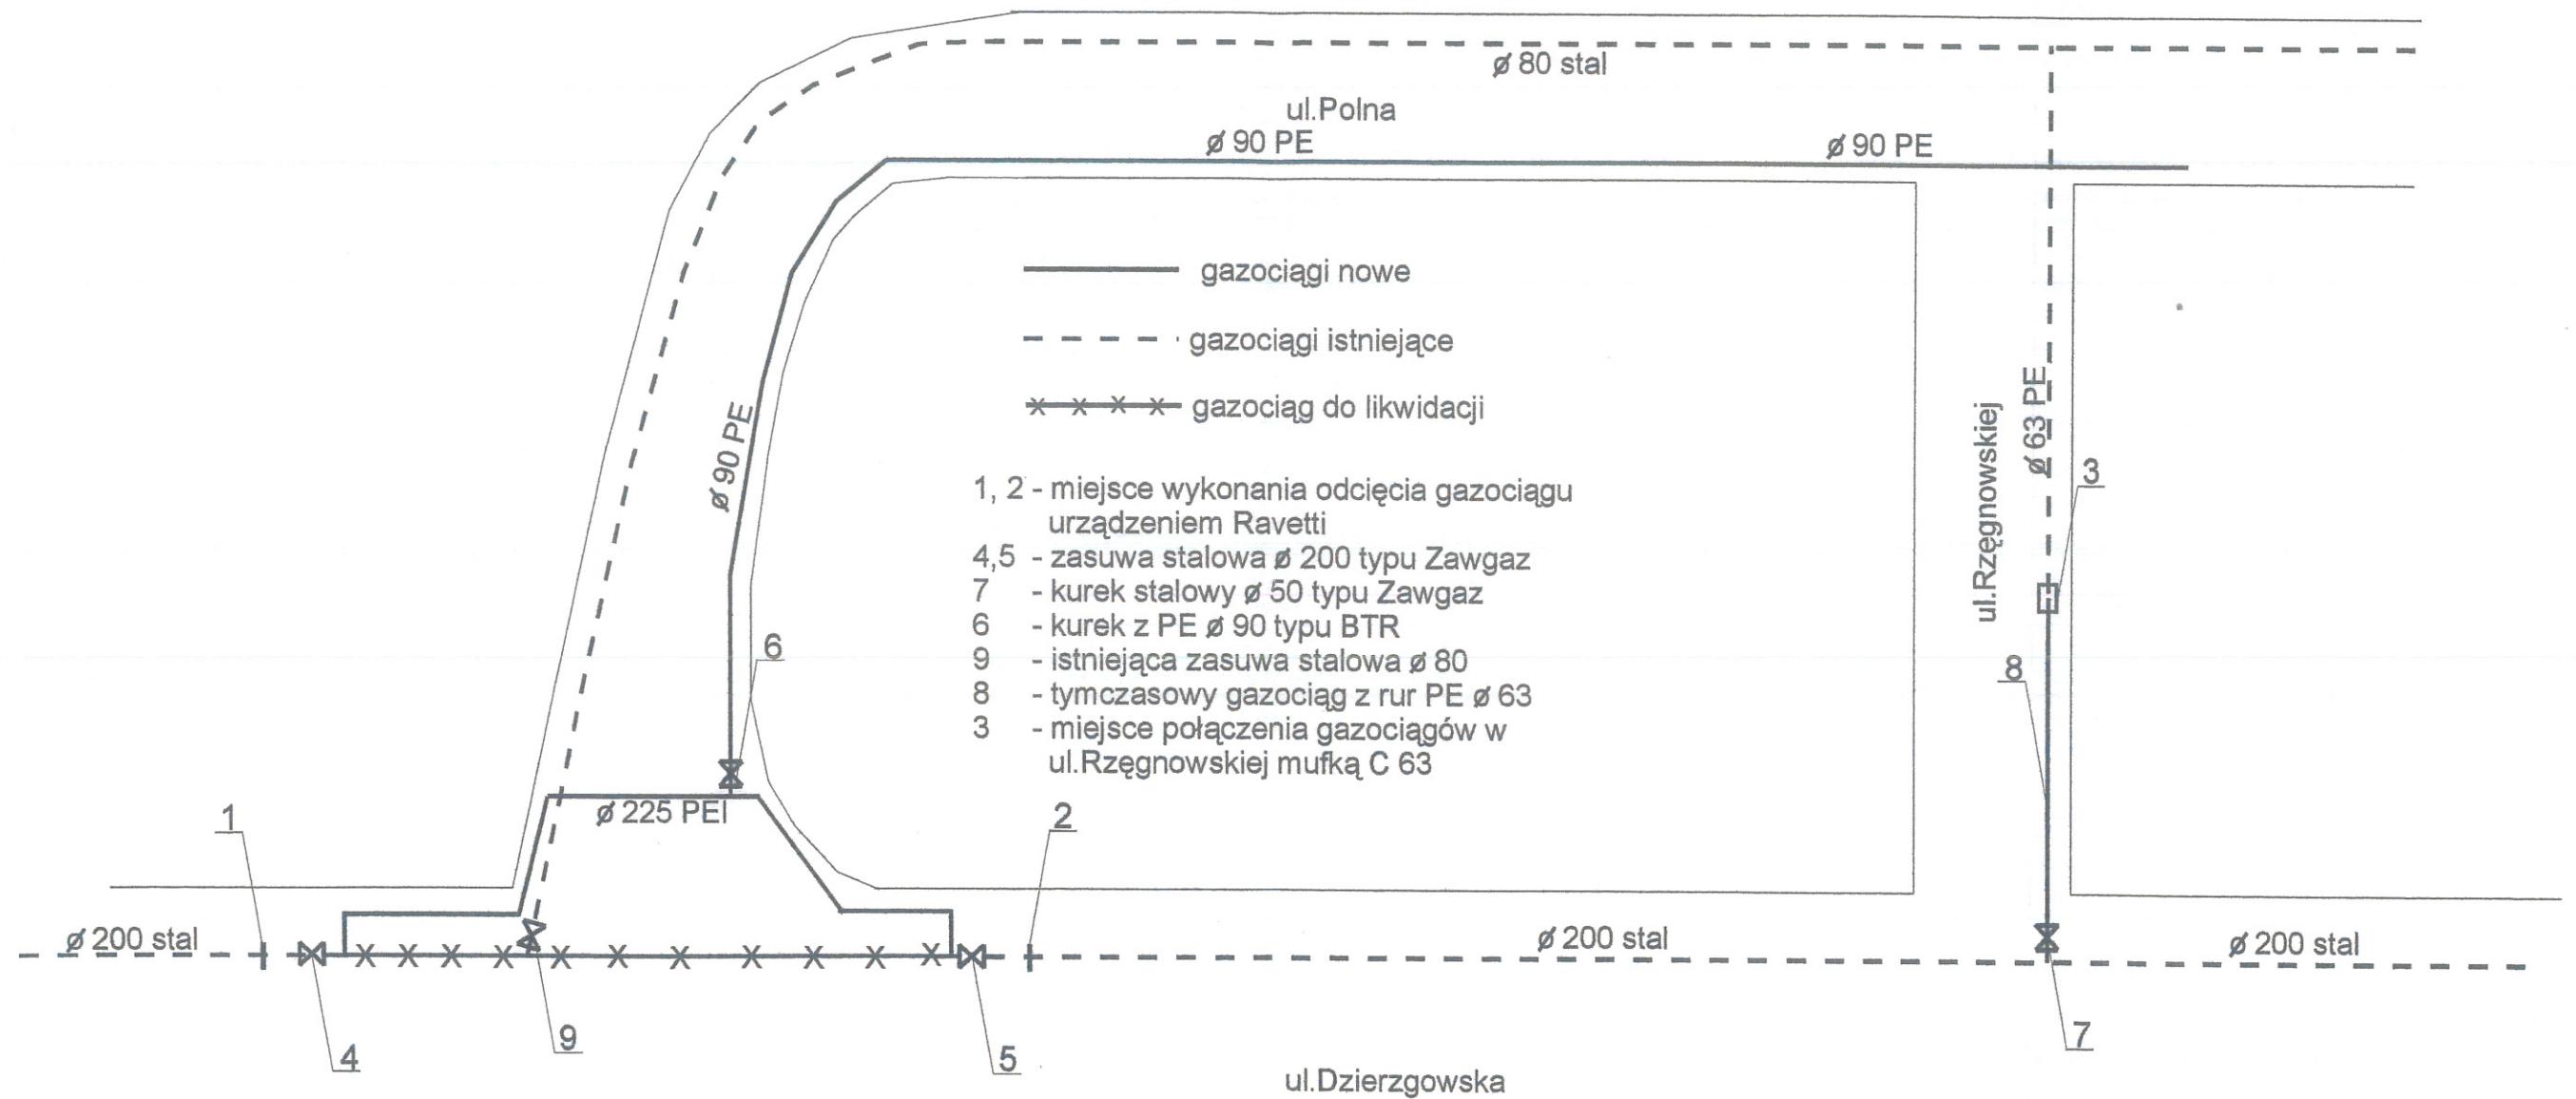 ø 80 stal
ul.Polna
ø 90 PE
ø 90 PE
gazociągi nowe
gazociągi istniejące
gazociąg do likwidacji
ø 90 PE
1, 2 - miejsce wykonania odcięcia gazociągu
urządzeniem Ravetti
4,5 - zasuwa stalowa ø 200 typu Zawgaz
7 - kurek stalowy ø 50 typu Zawgaz
6 - kurek z PE ø 90 typu BTR
9 - istniejąca zasuwa stalowa ø 80
8 - tymczasowy gazociąg z rur PE ø 63
3 - miejsce połączenia gazociągów w
ul.Rzęgnowskiej mufką C 63
ul.Rzęgnowskiej
ø 63 PE
3
6
8
ø 225 PEI
1
2
ø 200 stal
ø 200 stal
ø 200 stal
4
9
5
7
ul.Dzierzgowska